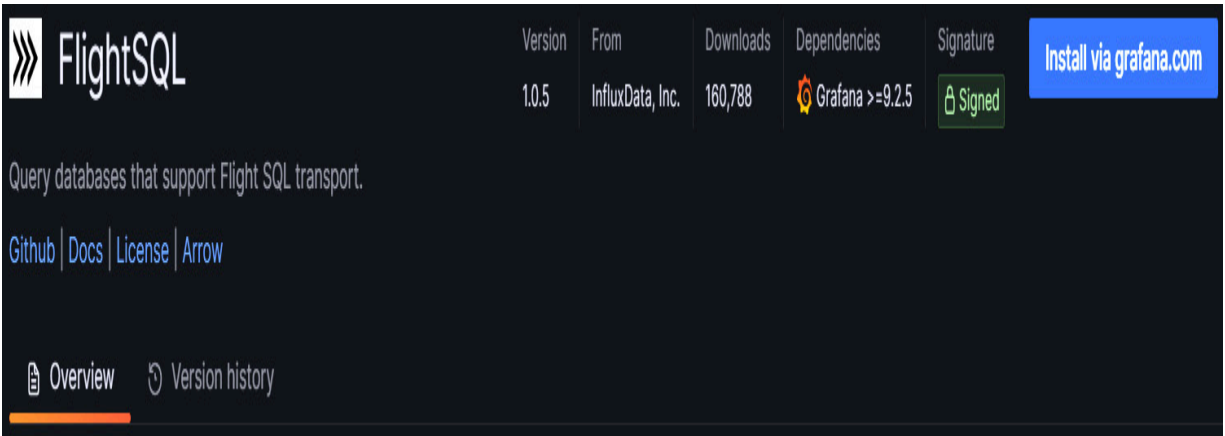 FlightSQL
Version From Downloads Dependencies Signature
1.0.5 InfluxData, Inc. 160,788 Grafana >=9.2.5 Signed
Install via grafana.com
Query databases that support Flight SQL transport.
Github | Docs | License | Arrow
Overview Version history